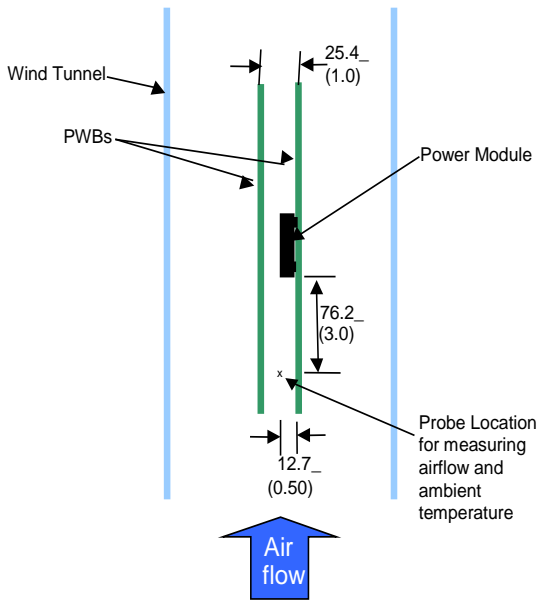 25.4_
(1.0)
Wind Tunnel
PWBs
Power Module
76.2_
(3.0)
x
Probe Location
for measuring
airflow and
ambient
temperature
12.7_
(0.50)
Air
flow